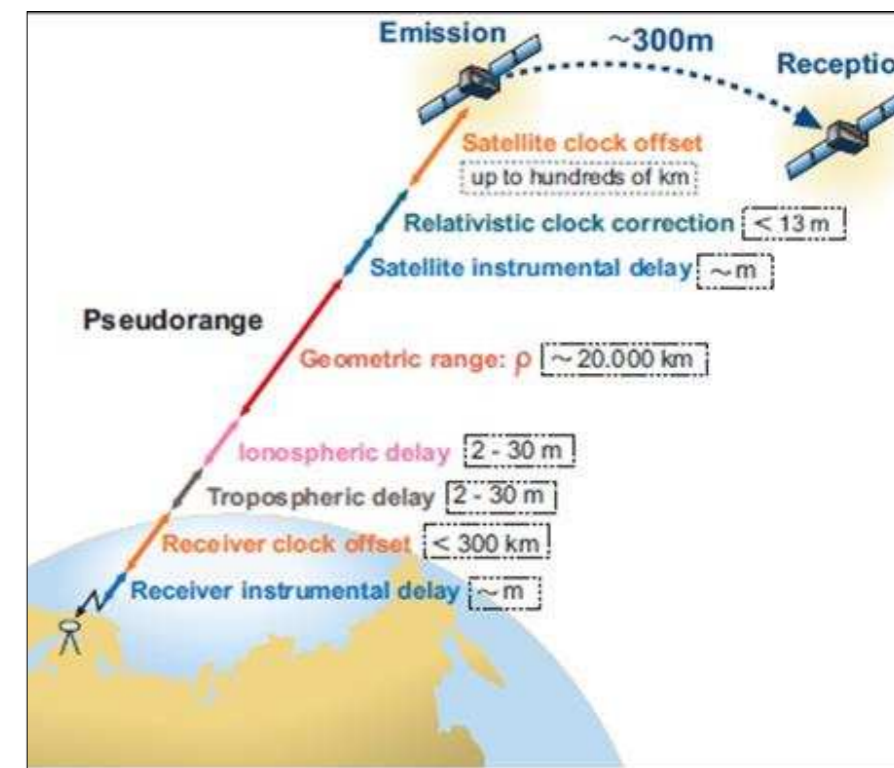 Emission
~300m
Receptio
Satellite clock offset
up to hundreds of km
Relativistic clock correction < 13 m
Satellite instrumental delay ~m
Pseudorange
Geometric range: ρ ~ 20.000 km
Ionospheric delay 2 - 30 m
Tropospheric delay 2 - 30 m
Receiver clock offset < 300 km
Receiver instrumental delay ~m